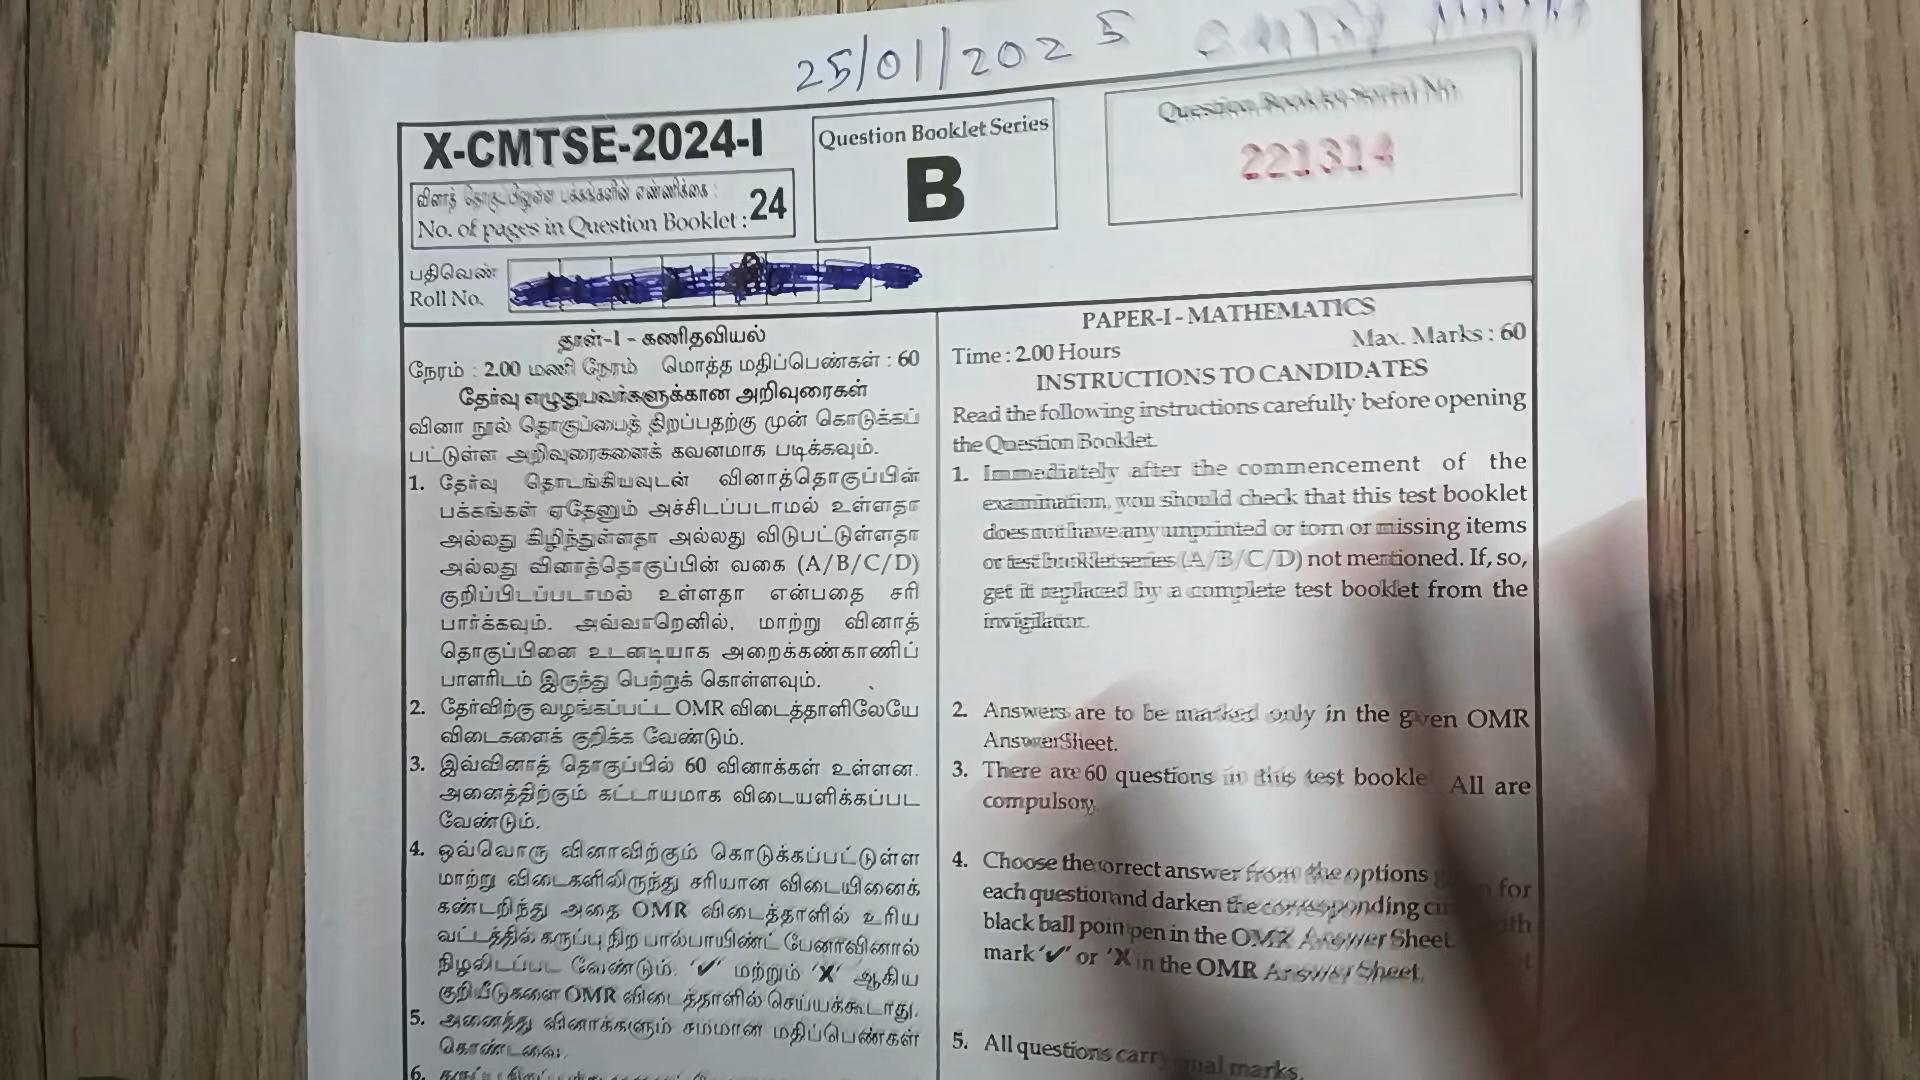 25/01/2025
X-CMTSE-2024-I
Question Booklet Series
B
Question Booklet Serial No.
221314
வினாத் தொகுப்பிலுள்ள பக்கங்களின் எண்ணிக்கை :
No. of pages in Question Booklet : 24
பதிவெண்
Roll No.
தாள்-I - கணிதவியல்
நேரம் : 2.00 மணி நேரம் மொத்த மதிப்பெண்கள் : 60
தேர்வு எழுதுபவர்களுக்கான அறிவுரைகள்
வினா நூல் தொகுப்பைத் திறப்பதற்கு முன் கொடுக்கப்
பட்டுள்ள அறிவுரைகளைக் கவனமாக படிக்கவும்.
1. தேர்வு தொடங்கியவுடன் வினாத்தொகுப்பின்
பக்கங்கள் ஏதேனும் அச்சிடப்படாமல் உள்ளதா
அல்லது கிழிந்துள்ளதா அல்லது விடுபட்டுள்ளதா
அல்லது வினாத்தொகுப்பின் வகை (A/B/C/D)
குறிப்பிடப்படாமல் உள்ளதா என்பதை சரி
பார்க்கவும். அவ்வாறெனில், மாற்று வினாத்
தொகுப்பினை உடனடியாக அறைக்கண்காணிப்
பாளரிடம் இருந்து பெற்றுக் கொள்ளவும்.
2. தேர்விற்கு வழங்கப்பட்ட OMR விடைத்தாளிலேயே
விடைகளைக் குறிக்க வேண்டும்.
3. இவ்வினாத் தொகுப்பில் 60 வினாக்கள் உள்ளன.
அனைத்திற்கும் கட்டாயமாக விடையளிக்கப்பட
வேண்டும்.
4. ஒவ்வொரு வினாவிற்கும் கொடுக்கப்பட்டுள்ள
மாற்று விடைகளிலிருந்து சரியான விடையினைக்
கண்டறிந்து அதை OMR விடைத்தாளில் உரிய
வட்டத்தில் கருப்பு நிற பால்பாயிண்ட் பேனாவினால்
நிழலிடப்பட வேண்டும். '✔' மற்றும் 'X' ஆகிய
குறியீடுகளை OMR விடைத்தாளில் செய்யக்கூடாது.
5. அனைத்து வினாக்களும் சமமான மதிப்பெண்கள்
கொண்டவை.
6.
PAPER-I - MATHEMATICS
Time : 2.00 Hours Max. Marks : 60
INSTRUCTIONS TO CANDIDATES
Read the following instructions carefully before opening
the Question Booklet.
1. Immediately after the commencement of the
examination, you should check that this test booklet
does not have any unprinted or torn or missing items
or test booklet series (A/B/C/D) not mentioned. If, so,
get it replaced by a complete test booklet from the
invigilator.
2. Answers are to be marked only in the given OMR
Answer Sheet.
3. There are 60 questions in this test bookle All are
compulsory.
4. Choose the correct answer from the options for
each question and darken the corresponding
black ball point pen in the OMR Answer Sheet
mark '✔' or 'X' in the OMR Answer Sheet.
5. All questions carry marks.